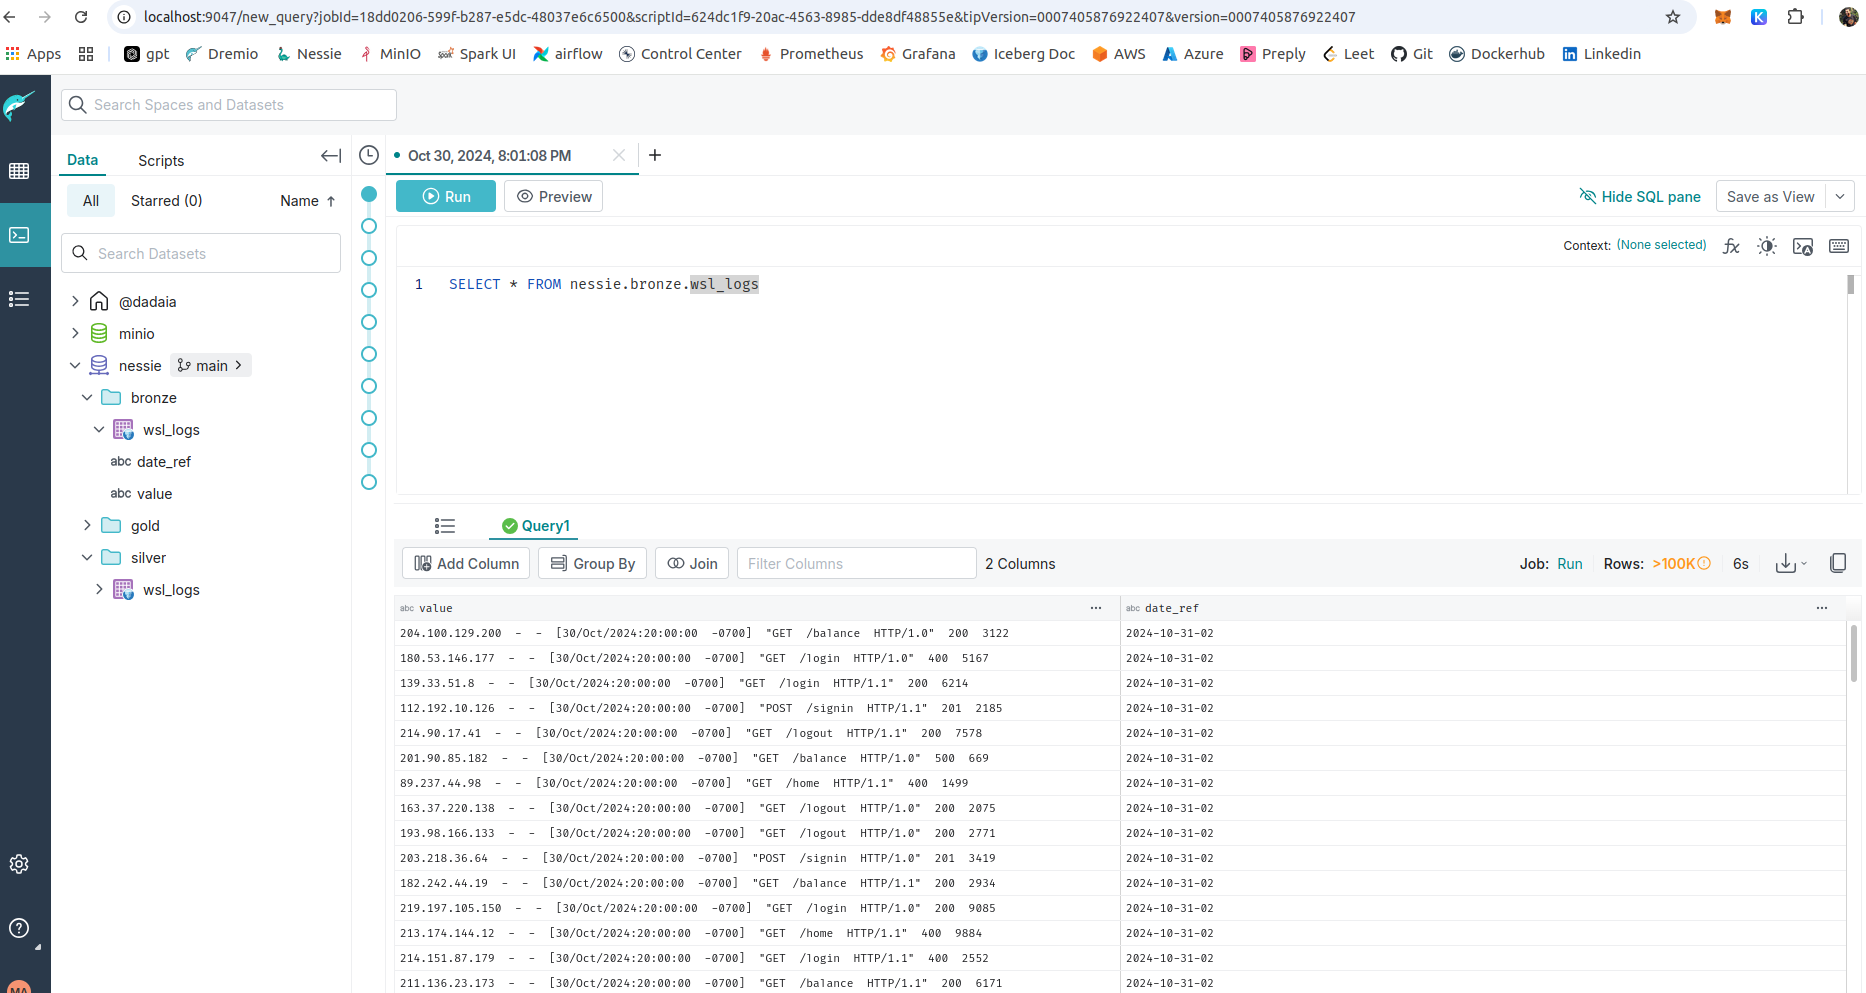 localhost:9047/new_query?jobId=18dd0206-599f-b287-e5dc-48037e6c6500&scriptId=624dc1f9-20ac-4563-8985-dde8df48855e&tipVersion=0007405876922407&version=0007405876922407
Apps gpt Dremio Nessie MinIO Spark UI airflow Control Center Prometheus Grafana Iceberg Doc AWS Azure Preply Leet Git Dockerhub Linkedin
Search Spaces and Datasets
Data Scripts
Oct 30, 2024, 8:01:08 PM
All Starred (0) Name
Run Preview Hide SQL pane Save as View
Search Datasets
Context: (None selected)
1 SELECT * FROM nessie.bronze.wsl_logs
@dadaia
minio
nessie main
bronze
wsl_logs
abc date_ref
abc value
gold
silver
wsl_logs
Query1
Add Column Group By Join Filter Columns 2 Columns Job: Run Rows: >100K 6s
abc value ... abc date_ref ...
204.100.129.200 - - [30/Oct/2024:20:00:00 -0700] "GET /balance HTTP/1.0" 200 3122 2024-10-31-02
180.53.146.177 - - [30/Oct/2024:20:00:00 -0700] "GET /login HTTP/1.0" 400 5167 2024-10-31-02
139.33.51.8 - - [30/Oct/2024:20:00:00 -0700] "GET /login HTTP/1.1" 200 6214 2024-10-31-02
112.192.10.126 - - [30/Oct/2024:20:00:00 -0700] "POST /signin HTTP/1.1" 201 2185 2024-10-31-02
214.90.17.41 - - [30/Oct/2024:20:00:00 -0700] "GET /logout HTTP/1.1" 200 7578 2024-10-31-02
201.90.85.182 - - [30/Oct/2024:20:00:00 -0700] "GET /balance HTTP/1.0" 500 669 2024-10-31-02
89.237.44.98 - - [30/Oct/2024:20:00:00 -0700] "GET /home HTTP/1.1" 400 1499 2024-10-31-02
163.37.220.138 - - [30/Oct/2024:20:00:00 -0700] "GET /logout HTTP/1.0" 200 2075 2024-10-31-02
193.98.166.133 - - [30/Oct/2024:20:00:00 -0700] "GET /logout HTTP/1.0" 200 2771 2024-10-31-02
203.218.36.64 - - [30/Oct/2024:20:00:00 -0700] "POST /signin HTTP/1.0" 201 3419 2024-10-31-02
182.242.44.19 - - [30/Oct/2024:20:00:00 -0700] "GET /balance HTTP/1.1" 200 2934 2024-10-31-02
219.197.105.150 - - [30/Oct/2024:20:00:00 -0700] "GET /login HTTP/1.0" 200 9085 2024-10-31-02
213.174.144.12 - - [30/Oct/2024:20:00:00 -0700] "GET /home HTTP/1.1" 400 9884 2024-10-31-02
214.151.87.179 - - [30/Oct/2024:20:00:00 -0700] "GET /login HTTP/1.1" 400 2552 2024-10-31-02
211.136.23.173 - - [30/Oct/2024:20:00:00 -0700] "GET /balance HTTP/1.1" 200 6171 2024-10-31-02
MA